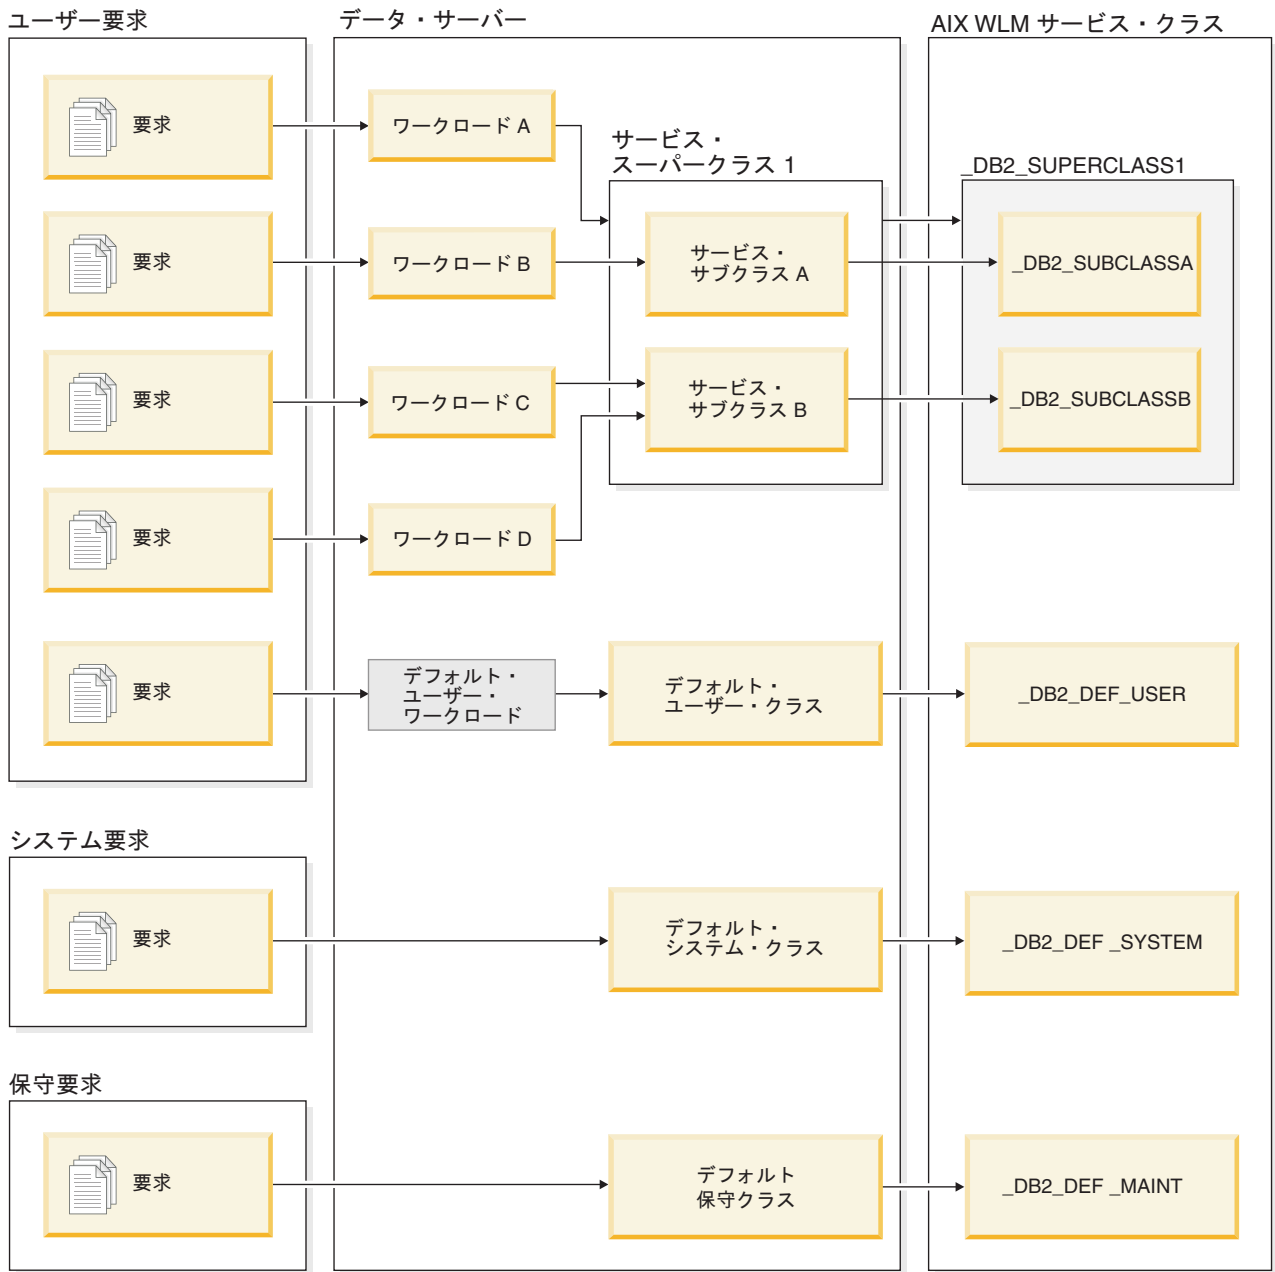 ユーザー要求
データ・サーバー
AIX WLM サービス・クラス
要求
ワークロード A
サービス・
スーパークラス 1
_DB2_SUPERCLASS1
要求
ワークロード B
サービス・
サブクラス A
_DB2_SUBCLASSA
要求
ワークロード C
サービス・
サブクラス B
_DB2_SUBCLASSB
要求
ワークロード D
要求
デフォルト・
ユーザー・
ワークロード
デフォルト・
ユーザー・クラス
_DB2_DEF_USER
システム要求
要求
デフォルト・
システム・クラス
_DB2_DEF _SYSTEM
保守要求
要求
デフォルト
保守クラス
_DB2_DEF _MAINT